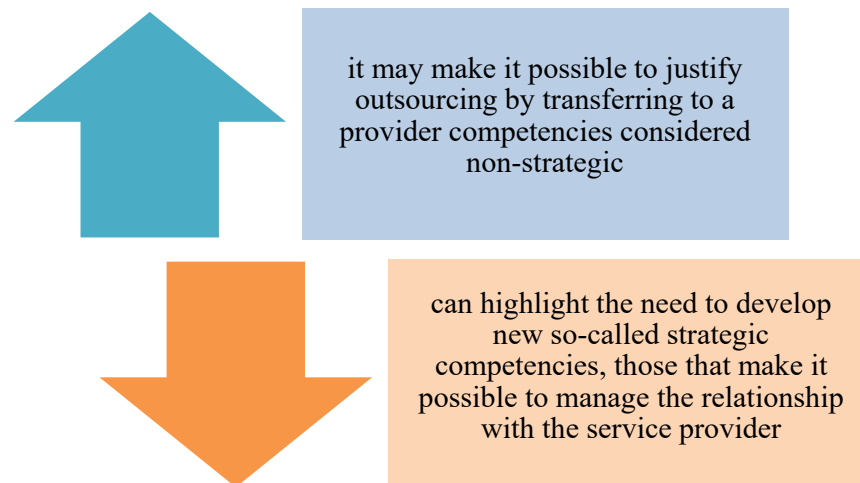 it may make it possible to justify
outsourcing by transferring to a
provider competencies considered
non-strategic
can highlight the need to develop
new so-called strategic
competencies, those that make it
possible to manage the relationship
with the service provider